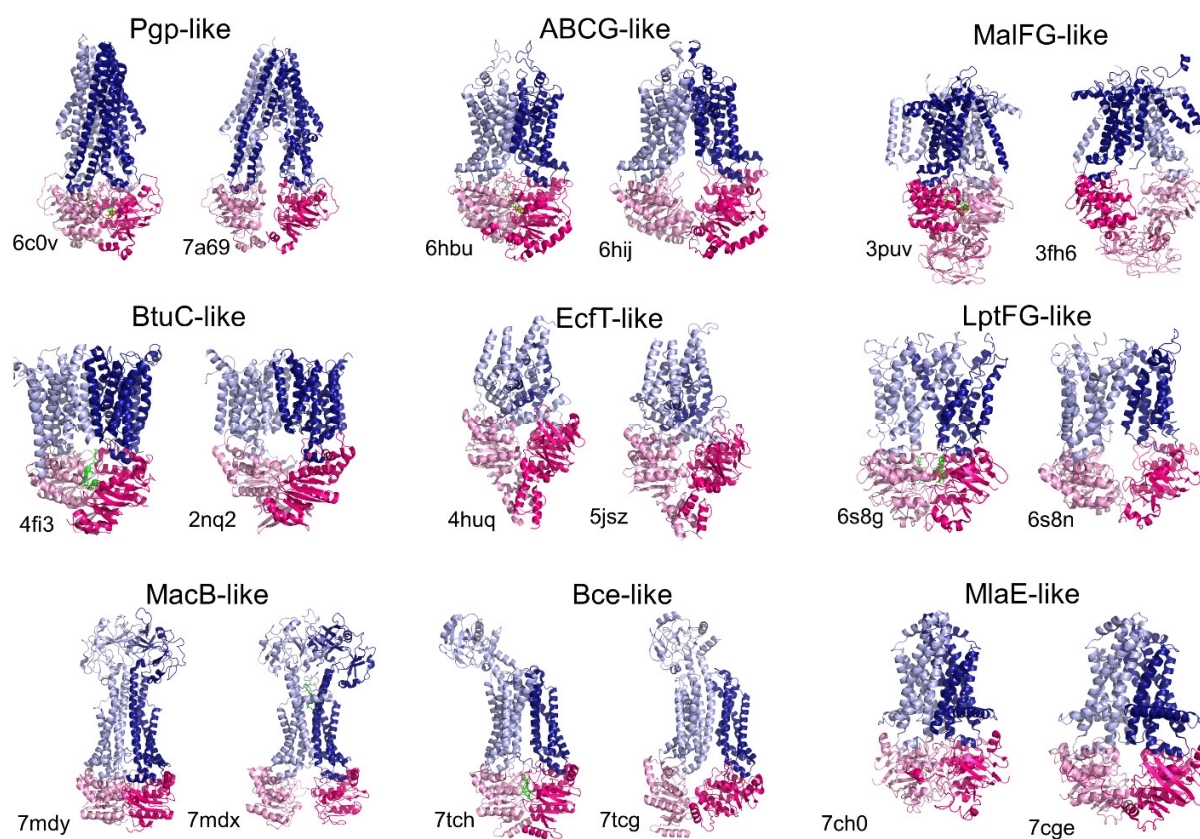 Pgp-like
ABCG-like
MalFG-like
6c0v
7a69
6hbu
6hij
3puv
3fh6
BtuC-like
EcfT-like
LptFG-like
4fi3
2nq2
4huq
5jsz
6s8g
6s8n
MacB-like
Bce-like
MlaE-like
7mdy
7mdx
7tch
7tcg
7ch0
7cge